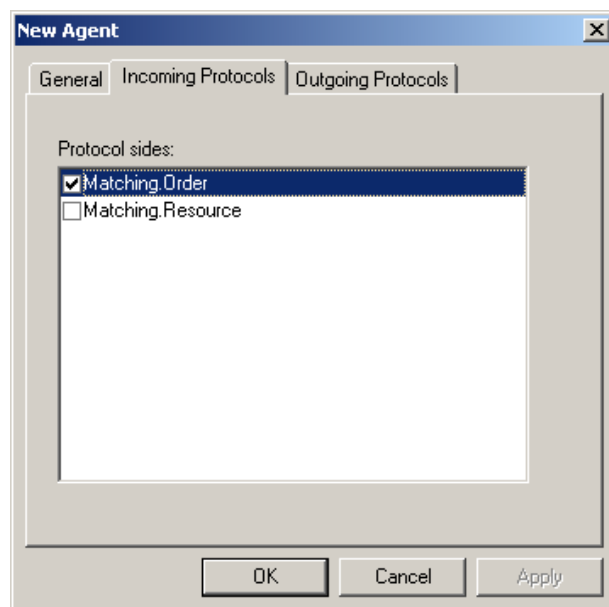 New Agent
General Incoming Protocols Outgoing Protocols
Protocol sides:
Matching.Order
Matching.Resource
OK Cancel Apply